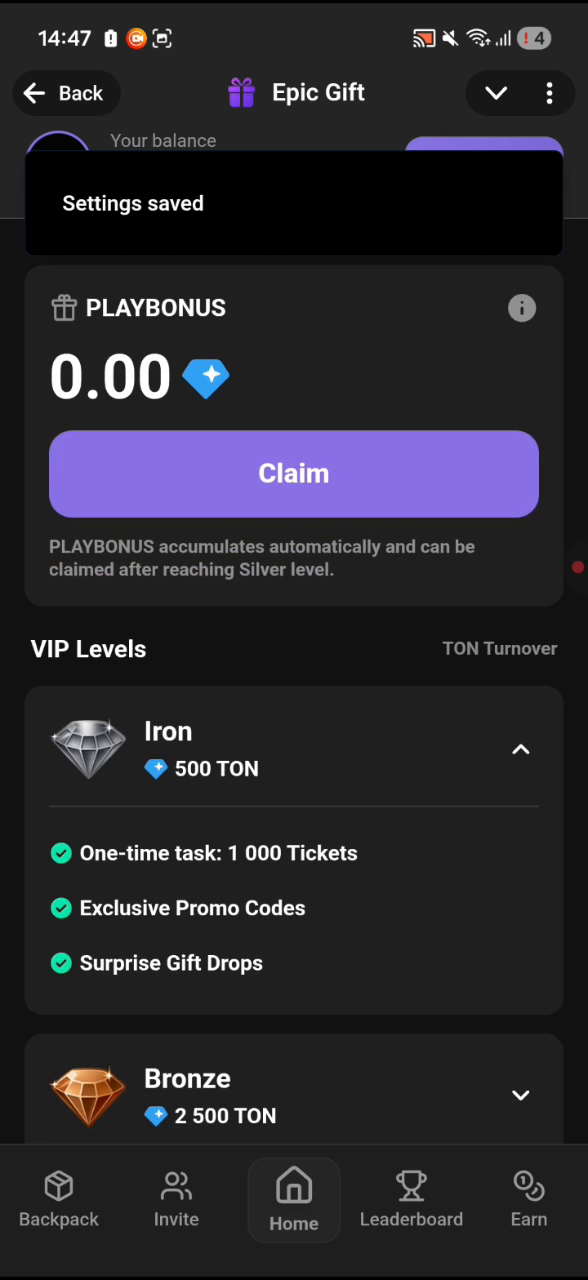 14:47
4
Back
Epic Gift
Your balance
Settings saved
PLAYBONUS
0.00
Claim
PLAYBONUS accumulates automatically and can be
claimed after reaching Silver level.
VIP Levels
TON Turnover
Iron
500 TON
One-time task: 1 000 Tickets
Exclusive Promo Codes
Surprise Gift Drops
Bronze
2 500 TON
Backpack
Invite
Home
Leaderboard
Earn